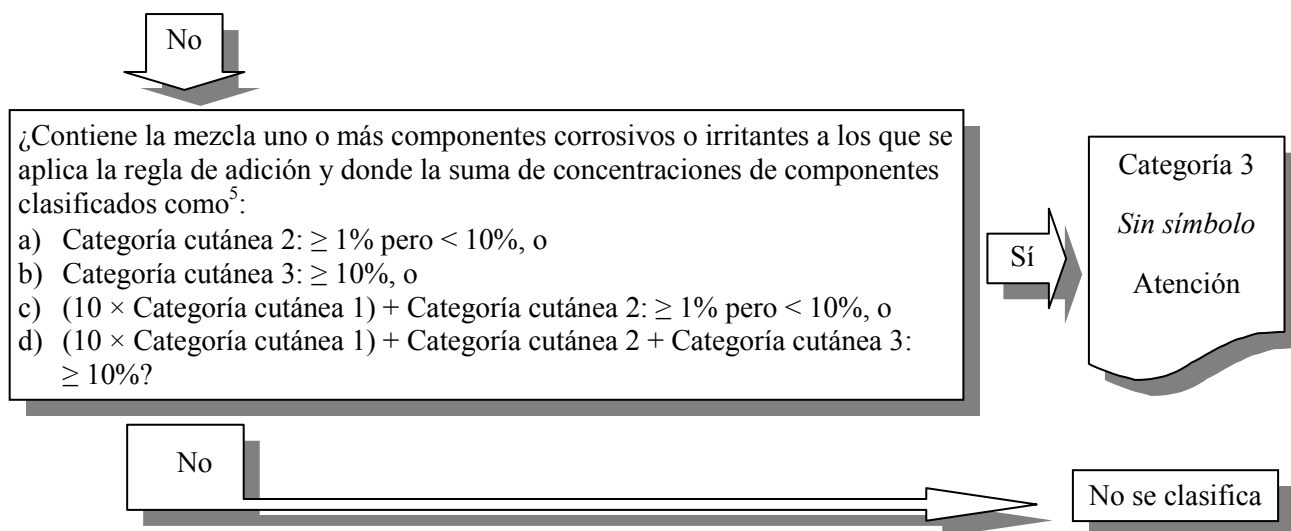 No
¿Contiene la mezcla uno o más componentes corrosivos o irritantes a los que se
aplica la regla de adición y donde la suma de concentraciones de componentes
clasificados como⁵:
a) Categoría cutánea 2: ≥ 1% pero < 10%, o
b) Categoría cutánea 3: ≥ 10%, o
c) (10 × Categoría cutánea 1) + Categoría cutánea 2: ≥ 1% pero < 10%, o
d) (10 × Categoría cutánea 1) + Categoría cutánea 2 + Categoría cutánea 3:
≥ 10%?
Sí
Categoría 3
Sin símbolo
Atención
No
No se clasifica